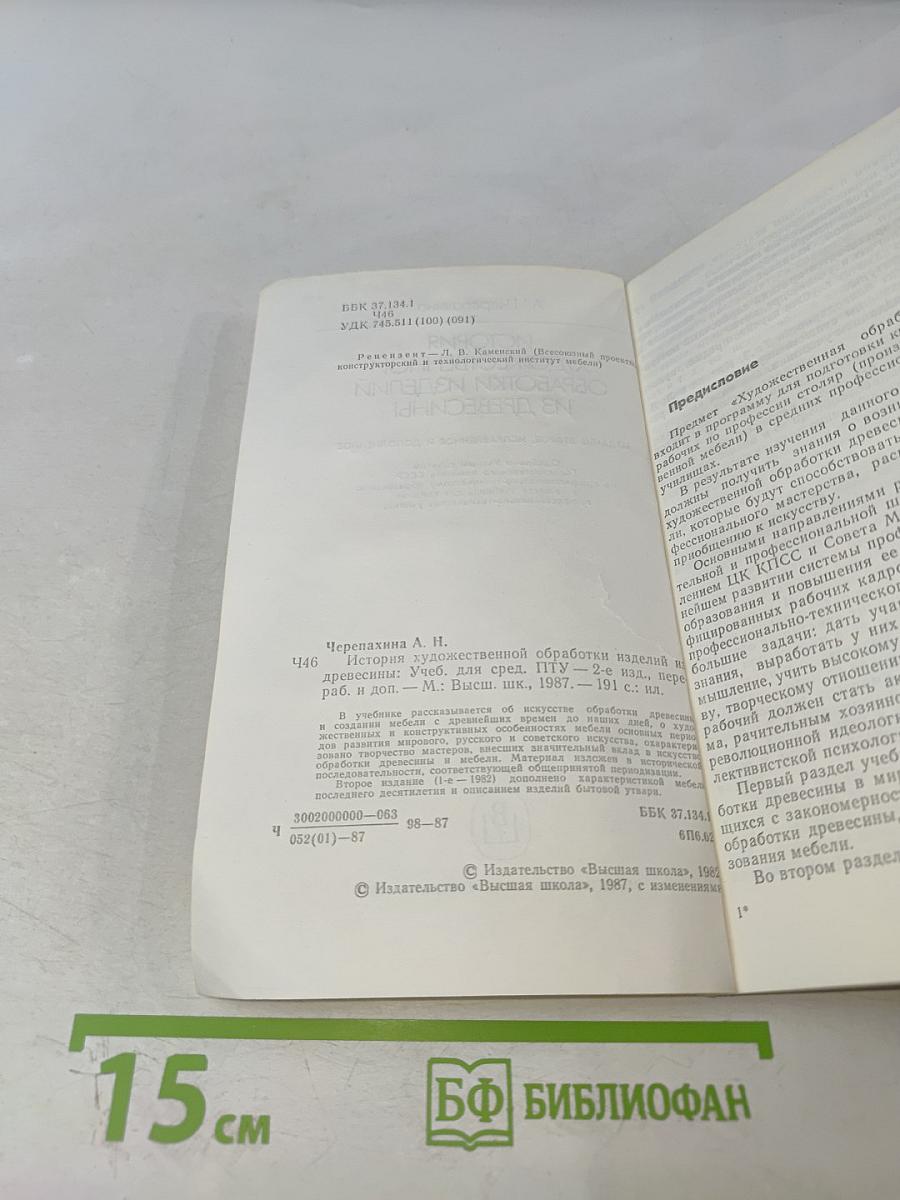 ББК 37.134.1
Ч46
УДК 745.511 (100) (091)
Рецензент — Л. В. Каменский (Всесоюзный проектно-
конструкторский и технологический институт мебели)
Черепахина А. Н.
Ч46 История художественной обработки изделий из
древесины: Учеб. для сред. ПТУ — 2-е изд., пере
раб. и доп. — М.: Высш. шк., 1987. — 191 с.: ил.
В учебнике рассказывается об искусстве обработки древесины
и создании мебели с древнейших времен до наших дней, о худо
жественных и конструктивных особенностях мебели основных перио
дов развития мирового, русского и советского искусства, охарактери
зовано творчество мастеров, внесших значительный вклад в искусство
обработки древесины и мебели. Материал изложен в исторической
последовательности, соответствующей общепринятой периодизации.
Второе издание (1-е — 1982) дополнено характеристикой мебели
последнего десятилетия и описанием изделий бытовой утвари.
Ч 3002000000—063
052(01)—87
98—87
ББК 37.134.1
6П6.02
© Издательство «Высшая школа», 1982
© Издательство «Высшая школа», 1987, с изменениями
Предисловие
Предмет «Художественная обраб
входит в программу для подготовки к
рабочих по профессии столяр (произ
венной мебели) в средних профессио
училищах.
В результате изучения данного
должны получить знания о возни
художественной обработки древеси
ли, которые будут способствовать
фессионального мастерства, рас
приобщению к искусству.
Основными направлениями р
тельной и профессиональной ш
лением ЦК КПСС и Совета М
нейшем развитии системы проф
образования и повышения ее
фицированных рабочих кадро
профессионально-техническог
большие задачи: дать уча
знания, выработать у них
мышление, учить высокому
ву, творческому отношени
рабочий должен стать ак
ма, рачительным хозяино
революционной идеологи
лективистской психолог
Первый раздел учеб
ботки древесины в мир
щихся с закономерност
обработки древесины,
зования мебели.
Во втором раздел
1*
15 см
БФ БИБЛИОФАН